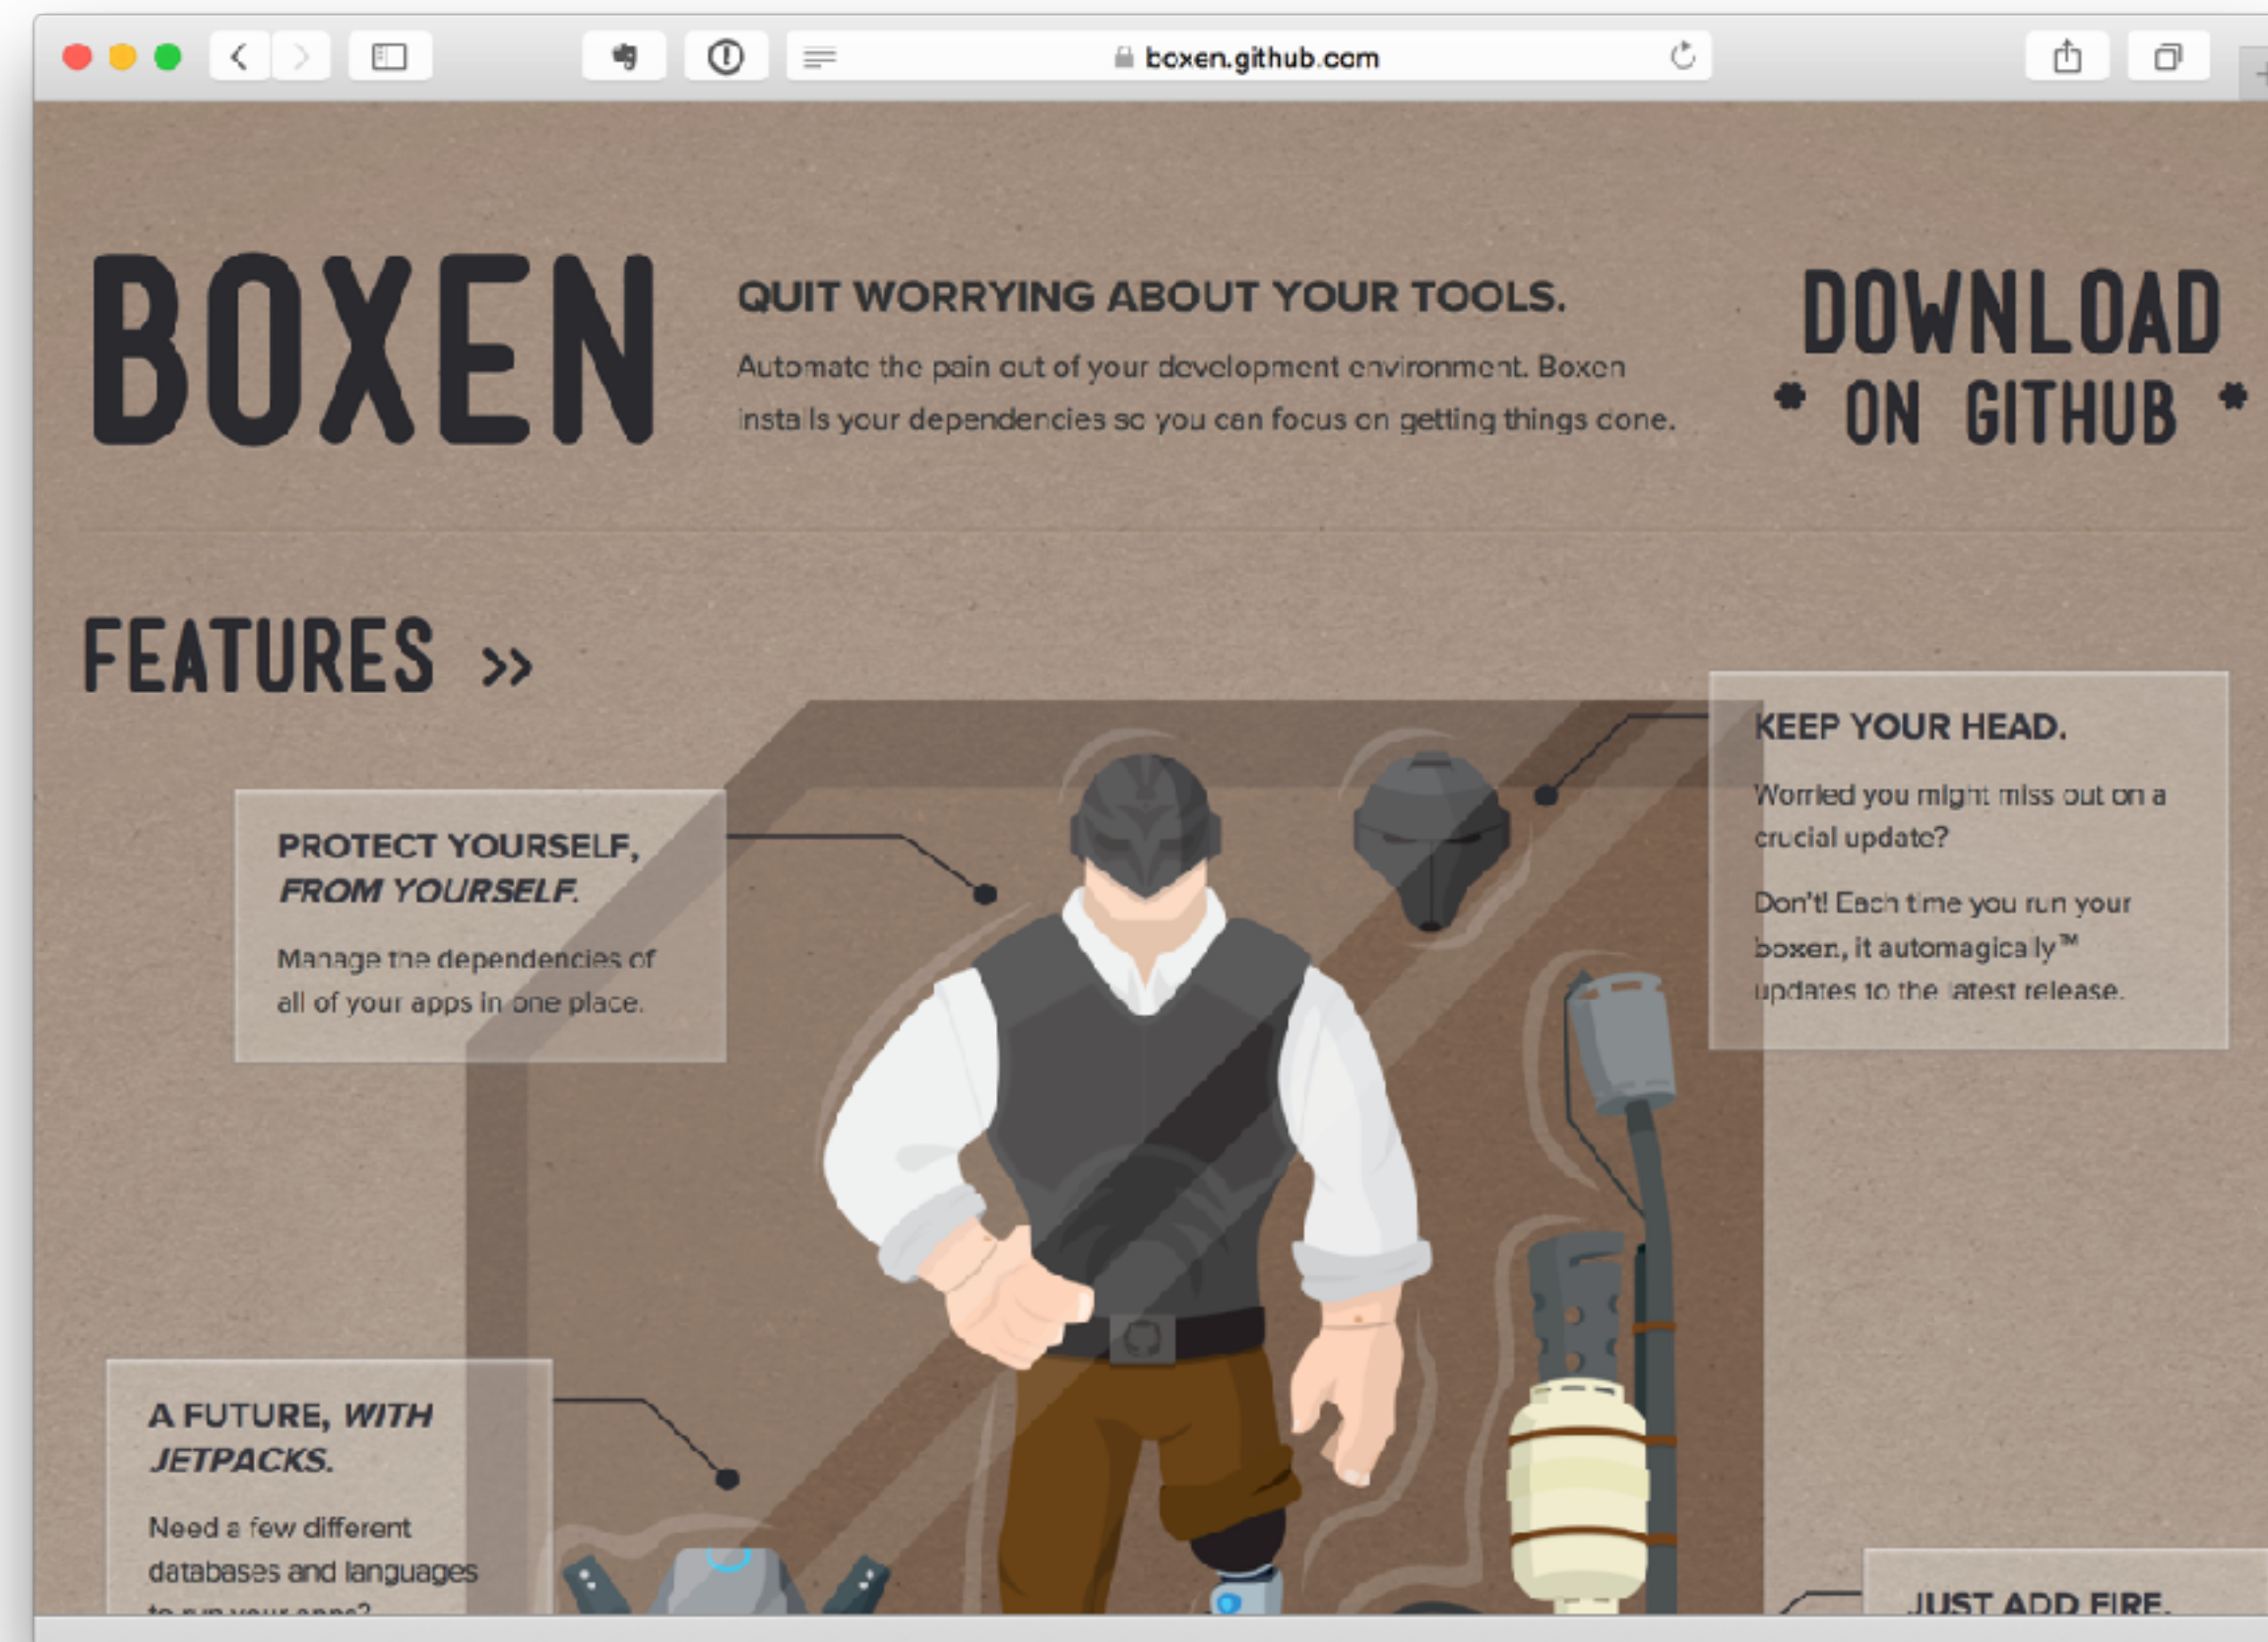 boxen.github.com
BOXEN
QUIT WORRYING ABOUT YOUR TOOLS.
Automate the pain out of your development environment. Boxen
installs your dependencies so you can focus on getting things done.
DOWNLOAD
* ON GITHUB *
FEATURES >>
PROTECT YOURSELF,
FROM YOURSELF.
Manage the dependencies of
all of your apps in one place.
KEEP YOUR HEAD.
Worried you might miss out on a
crucial update?
Don't! Each time you run your
boxen, it automagically™
updates to the latest release.
A FUTURE, WITH
JETPACKS.
Need a few different
databases and languages
to run your apps?
JUST ADD FIRE.